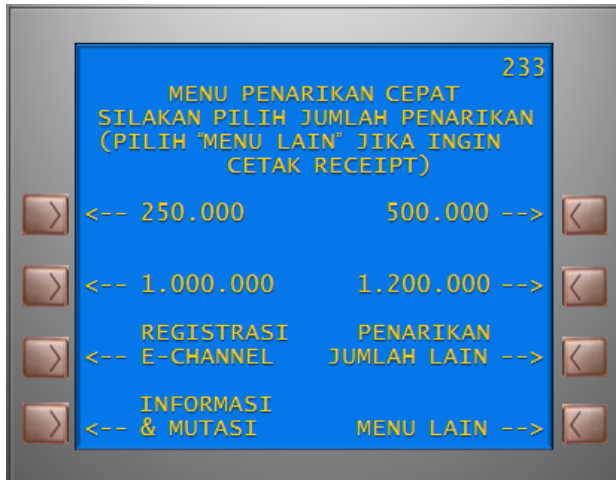 233
MENU PENARIKAN CEPAT
SILAKAN PILIH JUMLAH PENARIKAN
(PILIH “MENU LAIN” JIKA INGIN
CETAK RECEIPT)
<-- 250.000 500.000 -->
<-- 1.000.000 1.200.000 -->
REGISTRASI PENARIKAN
<-- E-CHANNEL JUMLAH LAIN -->
INFORMASI
<-- & MUTASI MENU LAIN -->